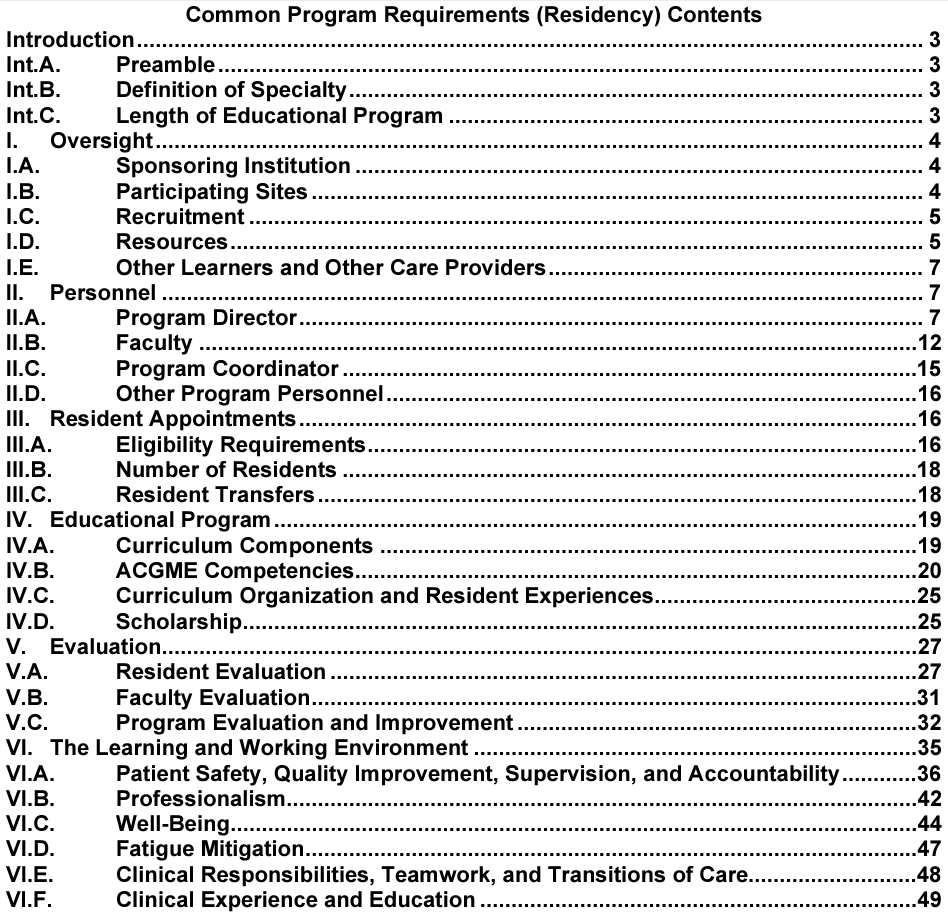 Common Program Requirements (Residency) Contents
Introduction............................................................ 3
Int.A. Preamble............................................................ 3
Int.B. Definition of Specialty............................................................ 3
Int.C. Length of Educational Program ............................................................ 3
I. Oversight............................................................ 4
I.A. Sponsoring Institution ............................................................ 4
I.B. Participating Sites ............................................................ 4
I.C. Recruitment ............................................................ 5
I.D. Resources............................................................ 5
I.E. Other Learners and Other Care Providers............................................................ 7
II. Personnel ............................................................ 7
II.A. Program Director............................................................ 7
II.B. Faculty ............................................................12
II.C. Program Coordinator ............................................................15
II.D. Other Program Personnel............................................................16
III. Resident Appointments............................................................16
III.A. Eligibility Requirements............................................................16
III.B. Number of Residents ............................................................18
III.C. Resident Transfers............................................................18
IV. Educational Program............................................................19
IV.A. Curriculum Components ............................................................19
IV.B. ACGME Competencies............................................................20
IV.C. Curriculum Organization and Resident Experiences........................................25
IV.D. Scholarship............................................................25
V. Evaluation............................................................27
V.A. Resident Evaluation ............................................................27
V.B. Faculty Evaluation............................................................31
V.C. Program Evaluation and Improvement ............................................................32
VI. The Learning and Working Environment ............................................................35
VI.A. Patient Safety, Quality Improvement, Supervision, and Accountability............36
VI.B. Professionalism............................................................42
VI.C. Well-Being............................................................44
VI.D. Fatigue Mitigation............................................................47
VI.E. Clinical Responsibilities, Teamwork, and Transitions of Care..........................48
VI.F. Clinical Experience and Education ............................................................49